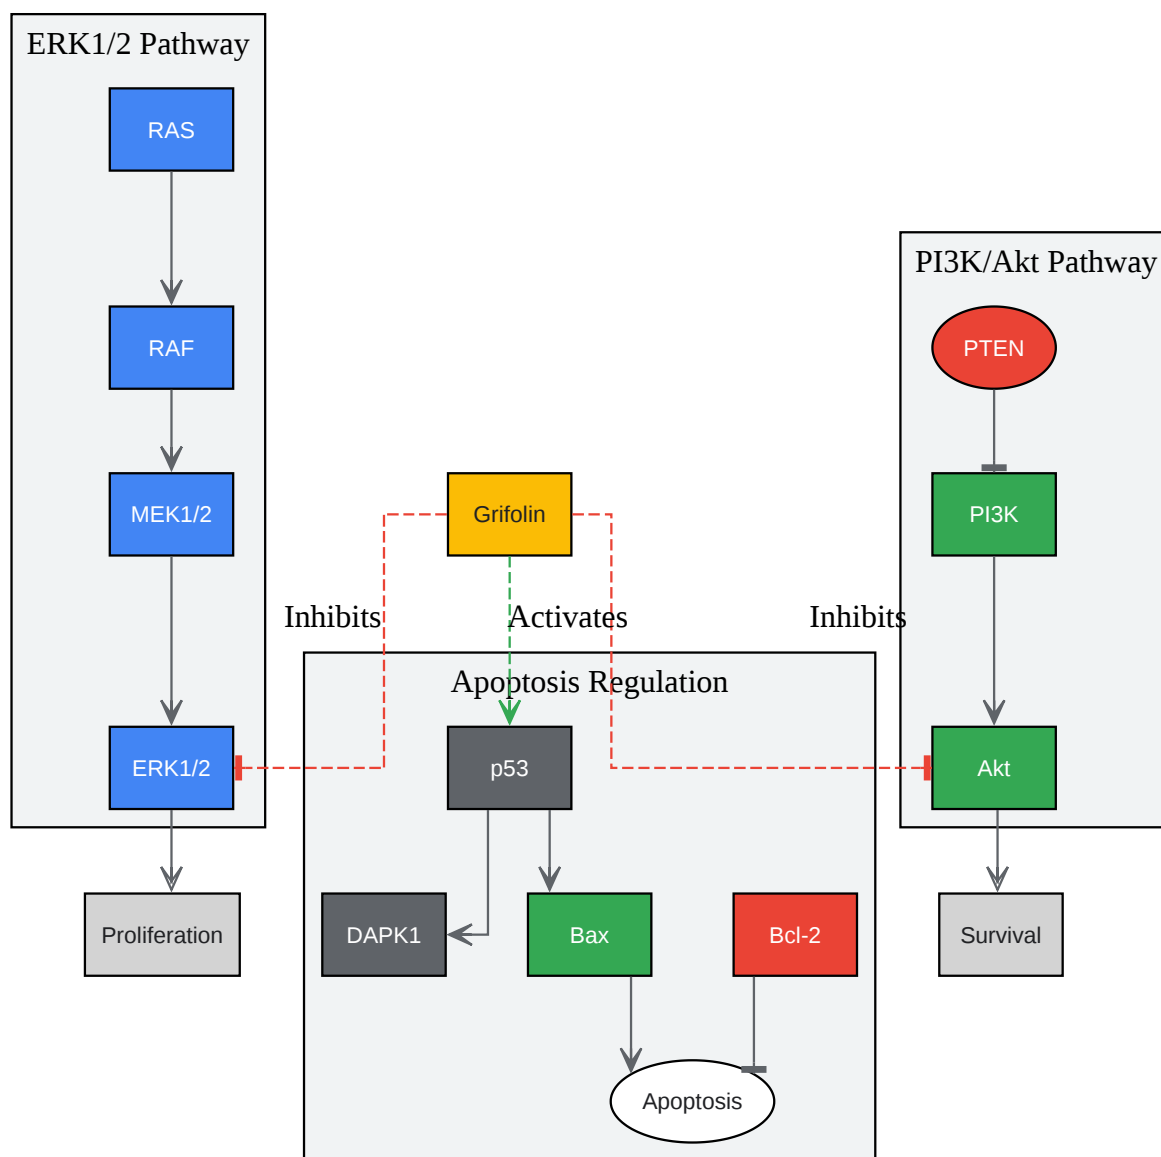 ERK1/2 Pathway
RAS
PI3K/Akt Pathway
RAF
PTEN
MEK1/2
Grifolin
PI3K
Inhibits
Activates
Inhibits
Apoptosis Regulation
ERK1/2
p53
Akt
Proliferation
DAPK1
Bax
Bcl-2
Survival
Apoptosis